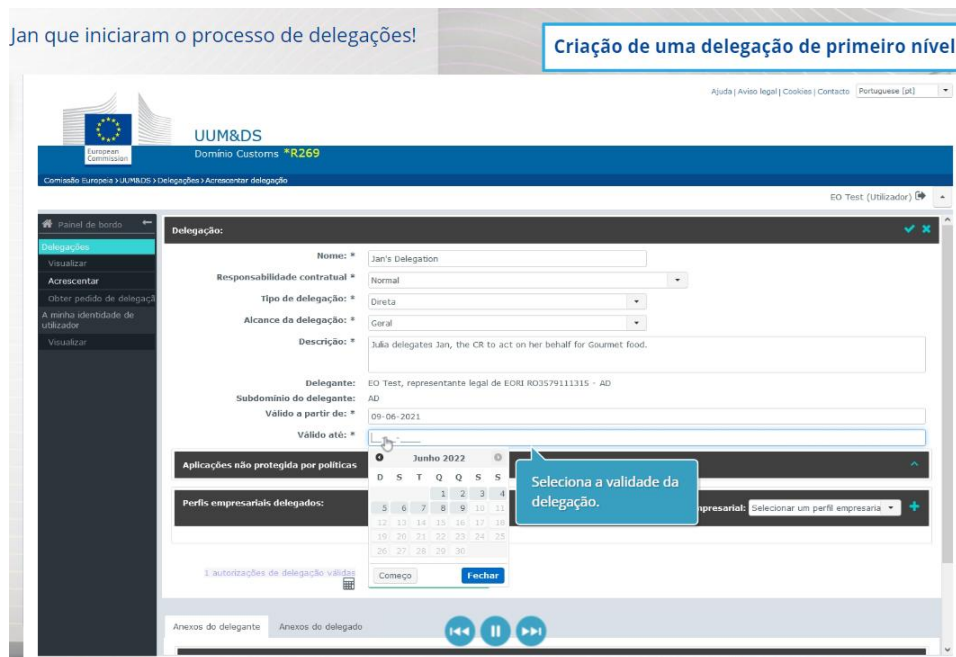 Jan que iniciaram o processo de delegações!
Criação de uma delegação de primeiro nível
Ajuda | Aviso legal | Cookies | Contacto Portuguese [pt]
European
Commission
UUM&DS
Domínio Customs *R269
Comissão Europeia > UUM&DS > Delegações > Acrescentar delegação
EO Test (Utilizador)
Painel de bordo
Delegações
Visualizar
Acrescentar
Obter pedido de delegaçã
A minha identidade de
utilizador
Visualizar
Delegação:
Nome: * Jan's Delegation
Responsabilidade contratual * Normal
Tipo de delegação: * Direta
Alcance da delegação: * Geral
Descrição: * Julia delegates Jan, the CR to act on her behalf for Gourmet food.
Delegante: EO Test, representante legal de EORI RO3579111315 - AD
Subdomínio do delegante: AD
Válido a partir de: * 09-06-2021
Válido até: *
Aplicações não protegida por políticas
Junho 2022
D S T Q Q S S
1 2 3 4
5 6 7 8 9 10 11
12 13 14 15 16 17 18
19 20 21 22 23 24 25
26 27 28 29 30
Começo Fechar
Seleciona a validade da
delegação.
Perfis empresariais delegados:
mpresarial: Selecionar um perfil empresaria
1 autorizações de delegação válidas
Anexos do delegante Anexos do delegado